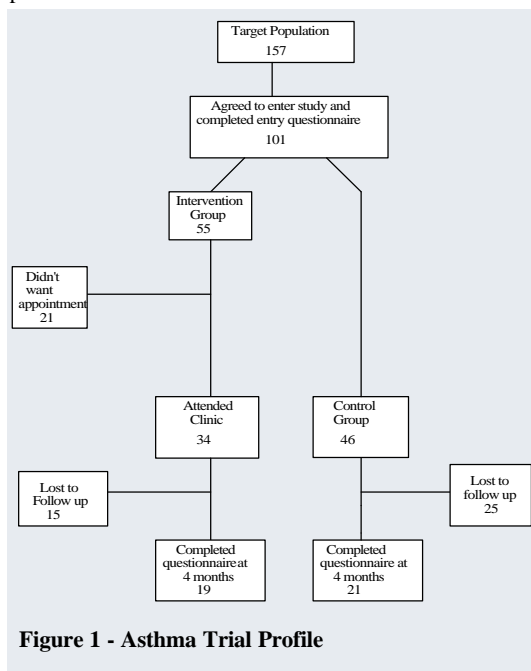 Target Population
157
Agreed to enter study and
completed entry questionnaire
101
Intervention
Group
55
Didn't
want
appointment
21
Attended
Clinic
34
Control
Group
46
Lost to
Follow up
15
Lost to
follow up
25
Completed
questionnaire at
4 months
19
Completed
questionnaire at
4 months
21
Figure 1 - Asthma Trial Profile